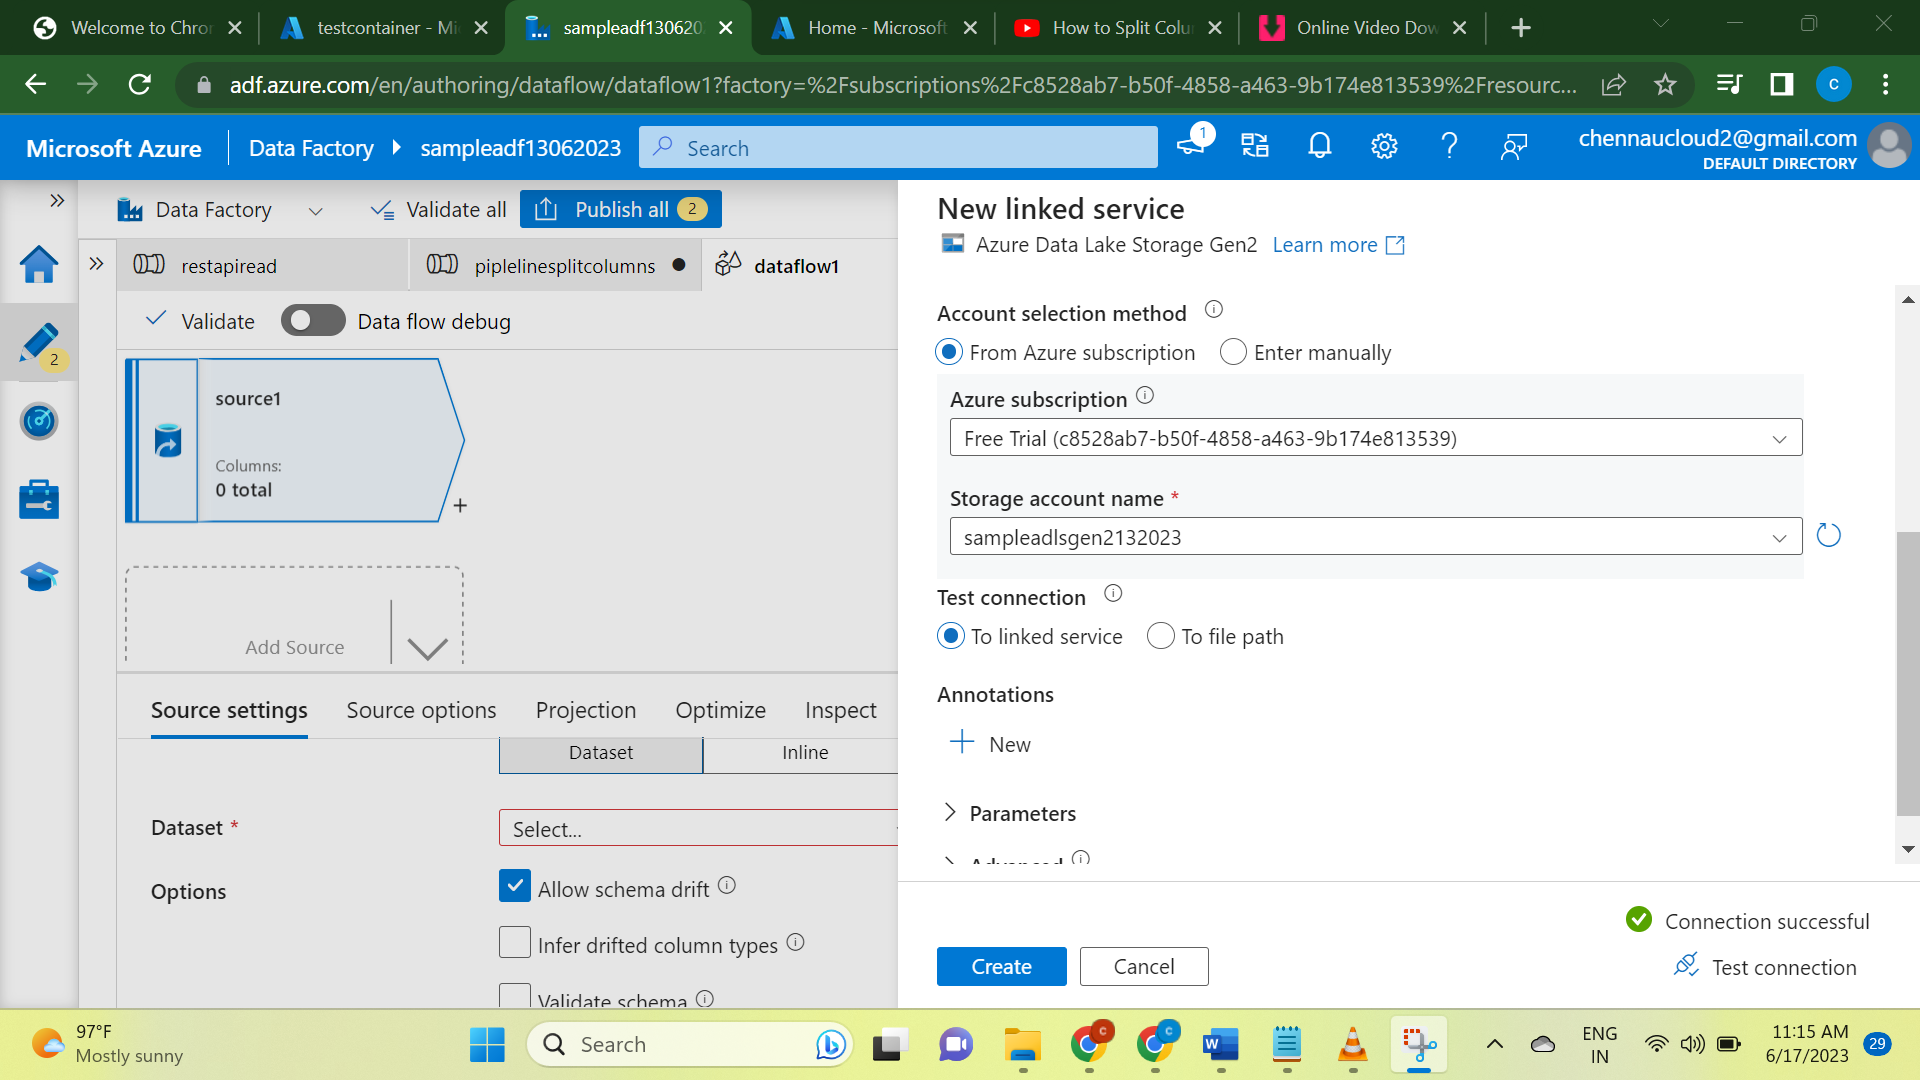 Welcome to Chro
testcontainer - Mi
sampleadf130620
Home - Microsoft
How to Split Colu
Online Video Dow
adf.azure.com/en/authoring/dataflow/dataflow1?factory=%2Fsubscriptions%2Fc8528ab7-b50f-4858-a463-9b174e813539%2Fresourc...
c
Microsoft Azure
Data Factory
sampleadf13062023
Search
1
chennaucloud2@gmail.com
DEFAULT DIRECTORY
Data Factory
Validate all
Publish all 2
restapiread
piplelinesplitcolumns
dataflow1
2
Validate
Data flow debug
source1
Columns:
0 total
Add Source
Source settings
Source options
Projection
Optimize
Inspect
Dataset
Inline
Dataset *
Select...
Options
Allow schema drift
Infer drifted column types
Validate schema
New linked service
Azure Data Lake Storage Gen2 Learn more
Account selection method
From Azure subscription
Enter manually
Azure subscription
Free Trial (c8528ab7-b50f-4858-a463-9b174e813539)
Storage account name *
sampleadlsgen2132023
Test connection
To linked service
To file path
Annotations
New
Parameters
Advanced
Connection successful
Create
Cancel
Test connection
97°F
Mostly sunny
Search
C
C
W
ENG
IN
11:15 AM
6/17/2023
29